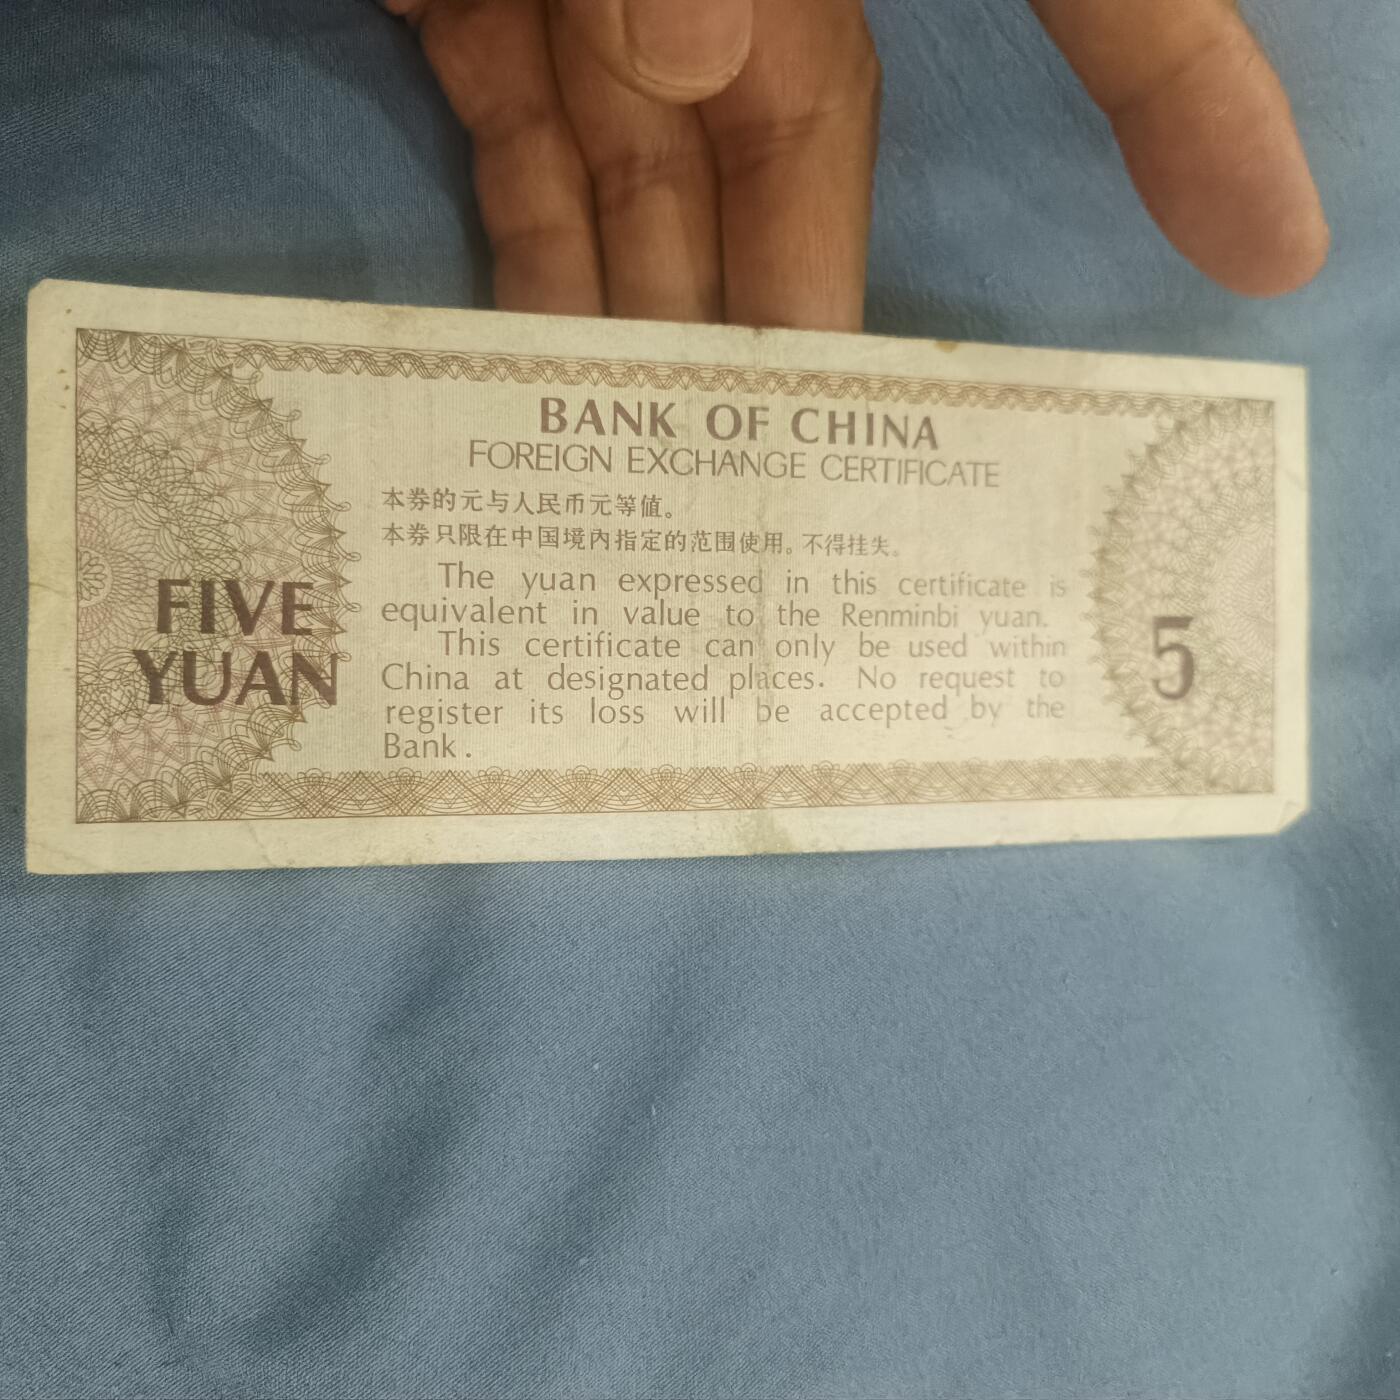 BANK OF CHINA
FOREIGN EXCHANGE CERTIFICATE
本券的元与人民币元等值。
本券只限在中国境内指定的范围使用。不得挂失。
The yuan expressed in this certificate is
equivalent in value to the Renminbi yuan.
This certificate can only be used within
China at designated places. No request to
register its loss will be accepted by the
Bank.
FIVE
YUAN
5